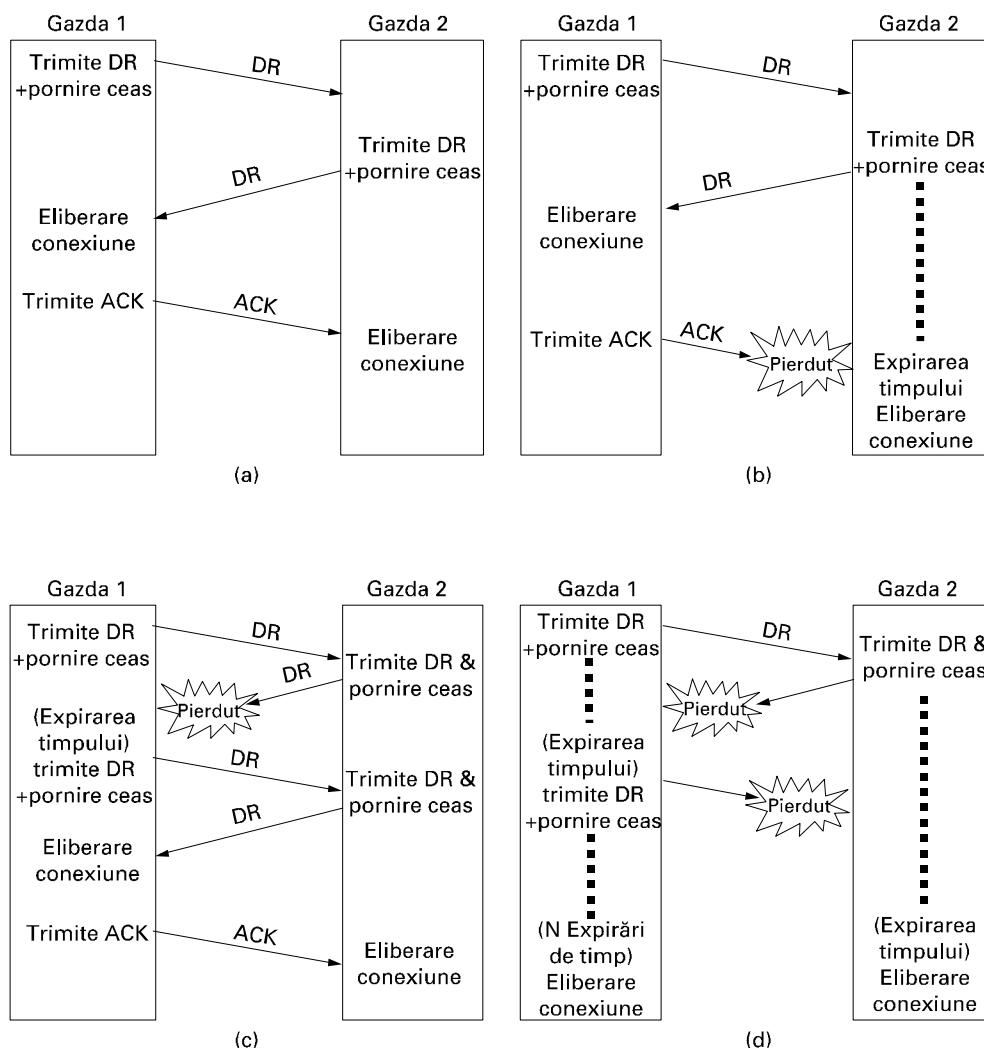 Gazda 1
Gazda 2
Trimite DR
+pornire ceas
DR
Trimite DR
+pornire ceas
DR
Eliberare
conexiune
Trimite ACK
ACK
Eliberare
conexiune
(a)
Gazda 1
Gazda 2
Trimite DR
+pornire ceas
DR
Trimite DR
+pornire ceas
DR
Eliberare
conexiune
Trimite ACK
ACK
Pierdut
Expirarea
timpului
Eliberare
conexiune
(b)
Gazda 1
Gazda 2
Trimite DR
+pornire ceas
DR
Trimite DR &
pornire ceas
DR
Pierdut
(Expirarea
timpului)
trimite DR
+pornire ceas
DR
Trimite DR &
pornire ceas
DR
Eliberare
conexiune
Trimite ACK
ACK
Eliberare
conexiune
(c)
Gazda 1
Gazda 2
Trimite DR
+pornire ceas
DR
Trimite DR &
pornire ceas
Pierdut
(Expirarea
timpului)
trimite DR
+pornire ceas
Pierdut
(N Expirări
de timp)
Eliberare
conexiune
(Expirarea
timpului)
Eliberare
conexiune
(d)